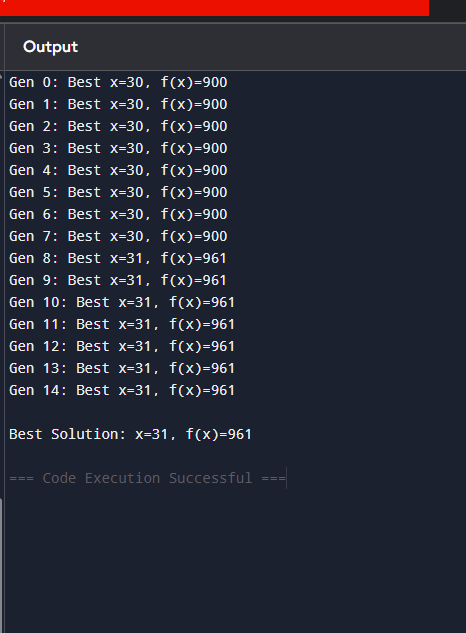 Output
Gen 0: Best x=30, f(x)=900
Gen 1: Best x=30, f(x)=900
Gen 2: Best x=30, f(x)=900
Gen 3: Best x=30, f(x)=900
Gen 4: Best x=30, f(x)=900
Gen 5: Best x=30, f(x)=900
Gen 6: Best x=30, f(x)=900
Gen 7: Best x=30, f(x)=900
Gen 8: Best x=31, f(x)=961
Gen 9: Best x=31, f(x)=961
Gen 10: Best x=31, f(x)=961
Gen 11: Best x=31, f(x)=961
Gen 12: Best x=31, f(x)=961
Gen 13: Best x=31, f(x)=961
Gen 14: Best x=31, f(x)=961
Best Solution: x=31, f(x)=961
=== Code Execution Successful ===